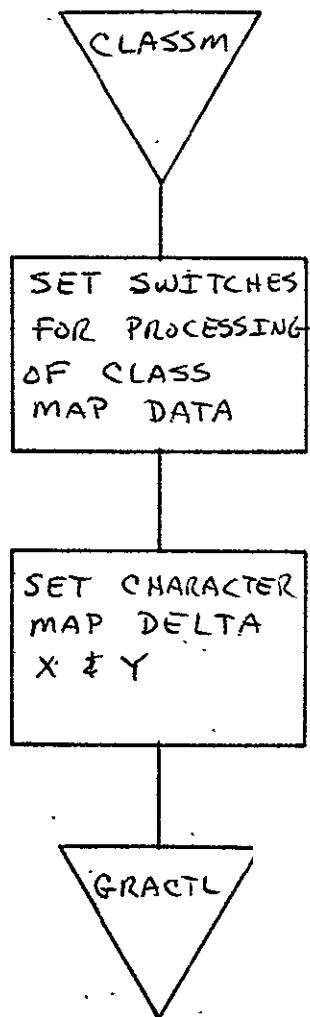 CLASSM
SET SWITCHES
FOR PROCESSING
OF CLASS
MAP DATA
SET CHARACTER
MAP DELTA
X & Y
GRACTL